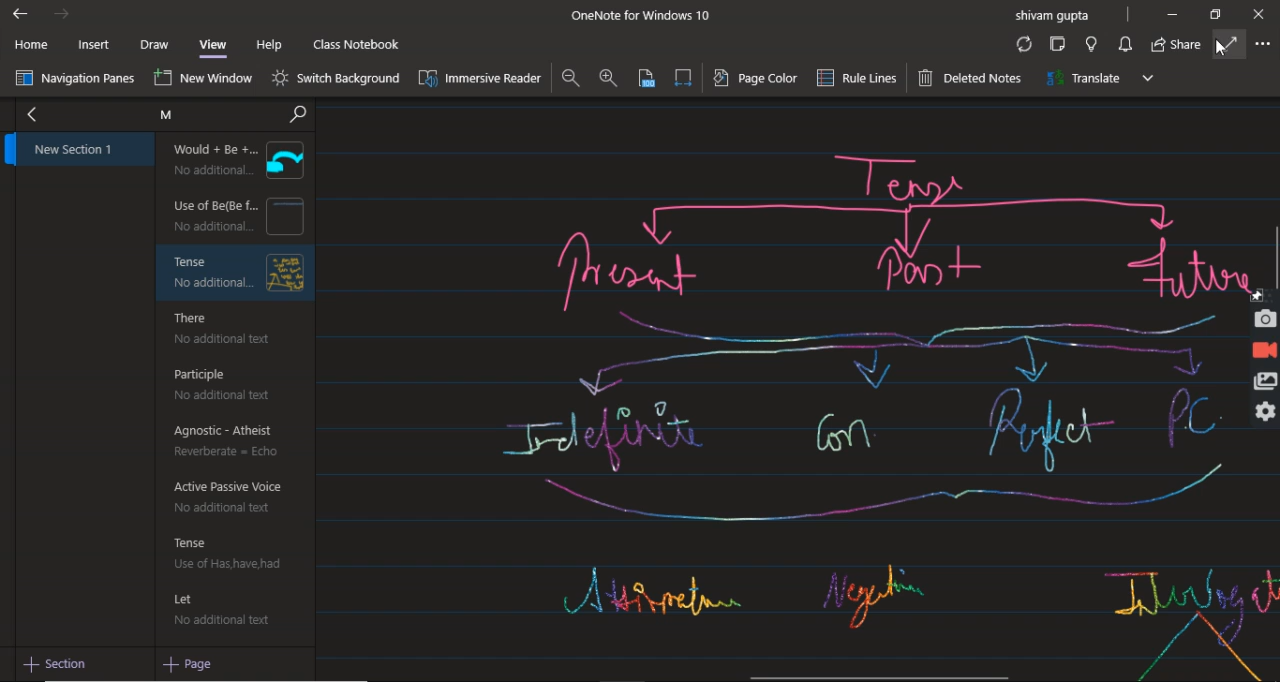 OneNote for Windows 10
shivam gupta
Home Insert Draw View Help Class Notebook
Share
Navigation Panes New Window Switch Background Immersive Reader 100 Page Color Rule Lines Deleted Notes Translate
M
New Section 1
Would + Be +...
No additional...
Use of Be(Be f...
No additional...
Tense
No additional...
There
No additional text
Participle
No additional text
Agnostic - Atheist
Reverberate = Echo
Active Passive Voice
No additional text
Tense
Use of Has,have,had
Let
No additional text
Section
Page
Tense
Present Past Future
Indefinite Con. Perfect P.C.
Affirmative Negative